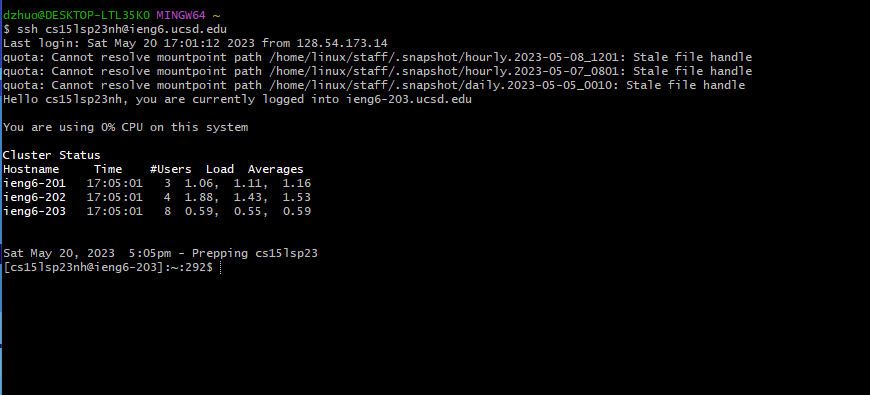 dzhuo@DESKTOP-LTL35KO MINGW64 ~
$ ssh cs15lsp23nh@ieng6.ucsd.edu
Last login: Sat May 20 17:01:12 2023 from 128.54.173.14
quota: Cannot resolve mountpoint path /home/linux/staff/.snapshot/hourly.2023-05-08_1201: Stale file handle
quota: Cannot resolve mountpoint path /home/linux/staff/.snapshot/hourly.2023-05-07_0801: Stale file handle
quota: Cannot resolve mountpoint path /home/linux/staff/.snapshot/daily.2023-05-05_0010: Stale file handle
Hello cs15lsp23nh, you are currently logged into ieng6-203.ucsd.edu

You are using 0% CPU on this system

Cluster Status
Hostname     Time    #Users  Load  Averages
ieng6-201   17:05:01   3  1.06,  1.11,  1.16
ieng6-202   17:05:01   4  1.88,  1.43,  1.53
ieng6-203   17:05:01   8  0.59,  0.55,  0.59

Sat May 20, 2023  5:05pm - Prepping cs15lsp23
[cs15lsp23nh@ieng6-203]:~:292$